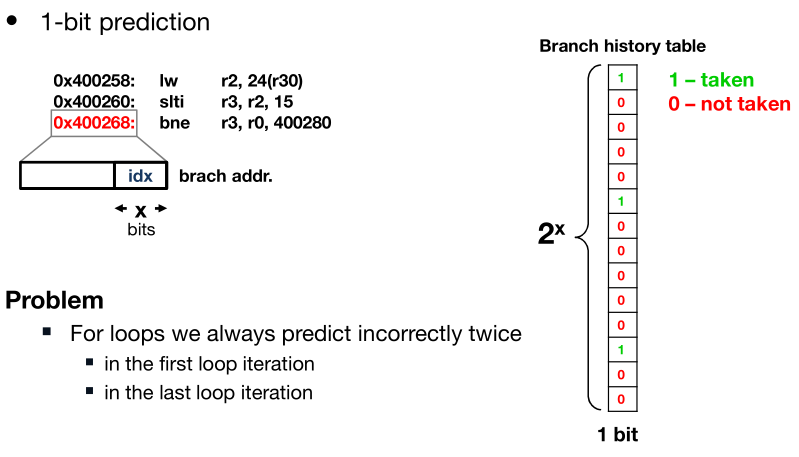 • 1-bit prediction
Branch history table
0x400258: lw r2, 24(r30)
0x400260: slti r3, r2, 15
0x400268: bne r3, r0, 400280
idx brach addr.
x
bits
1 – taken
0 – not taken
1
0
0
0
0
1
0
0
0
0
0
1
0
0
2^x
1 bit
Problem
▪ For loops we always predict incorrectly twice
▪ in the first loop iteration
▪ in the last loop iteration